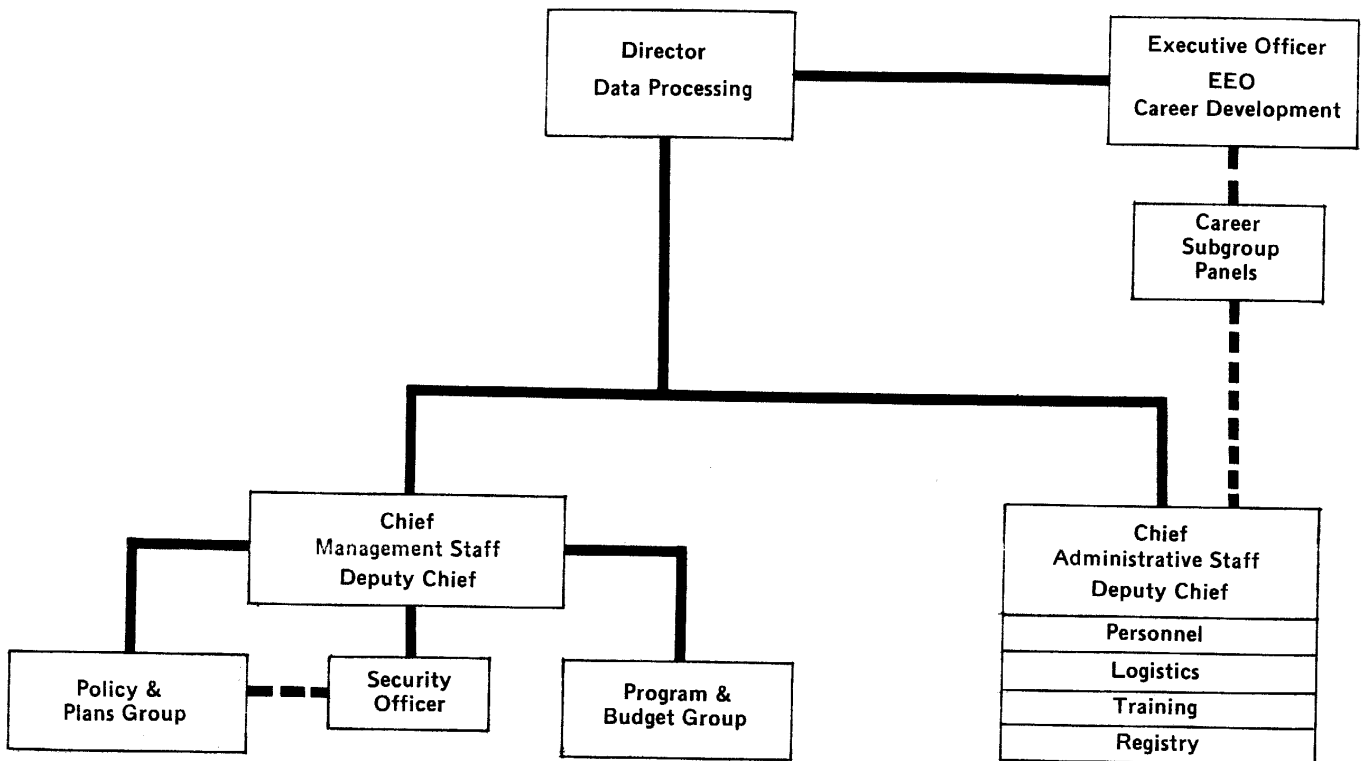 Director
Data Processing
Executive Officer
EEO
Career Development
Career
Subgroup
Panels
Chief
Management Staff
Deputy Chief
Chief
Administrative Staff
Deputy Chief
Personnel
Logistics
Training
Registry
Policy &
Plans Group
Security
Officer
Program &
Budget Group